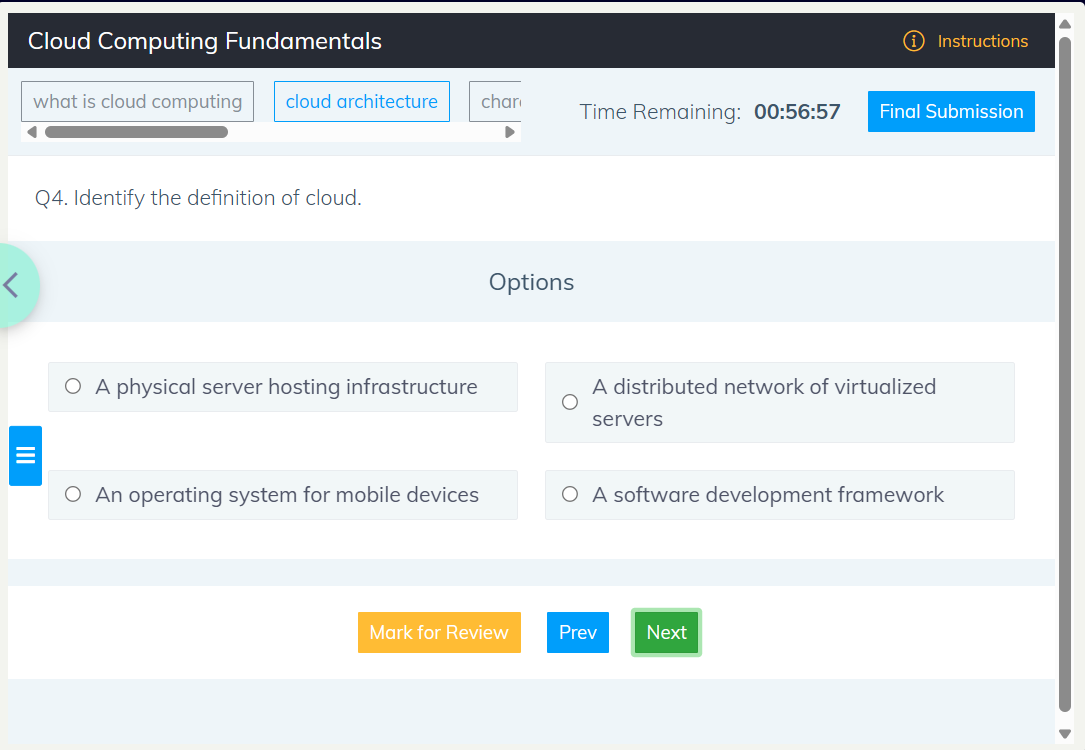 Cloud Computing Fundamentals
Instructions
what is cloud computing
cloud architecture
Time Remaining: 00:56:57
Final Submission
Q4. Identify the definition of cloud.
Options
A physical server hosting infrastructure
A distributed network of virtualized
servers
An operating system for mobile devices
A software development framework
Mark for Review
Prev
Next